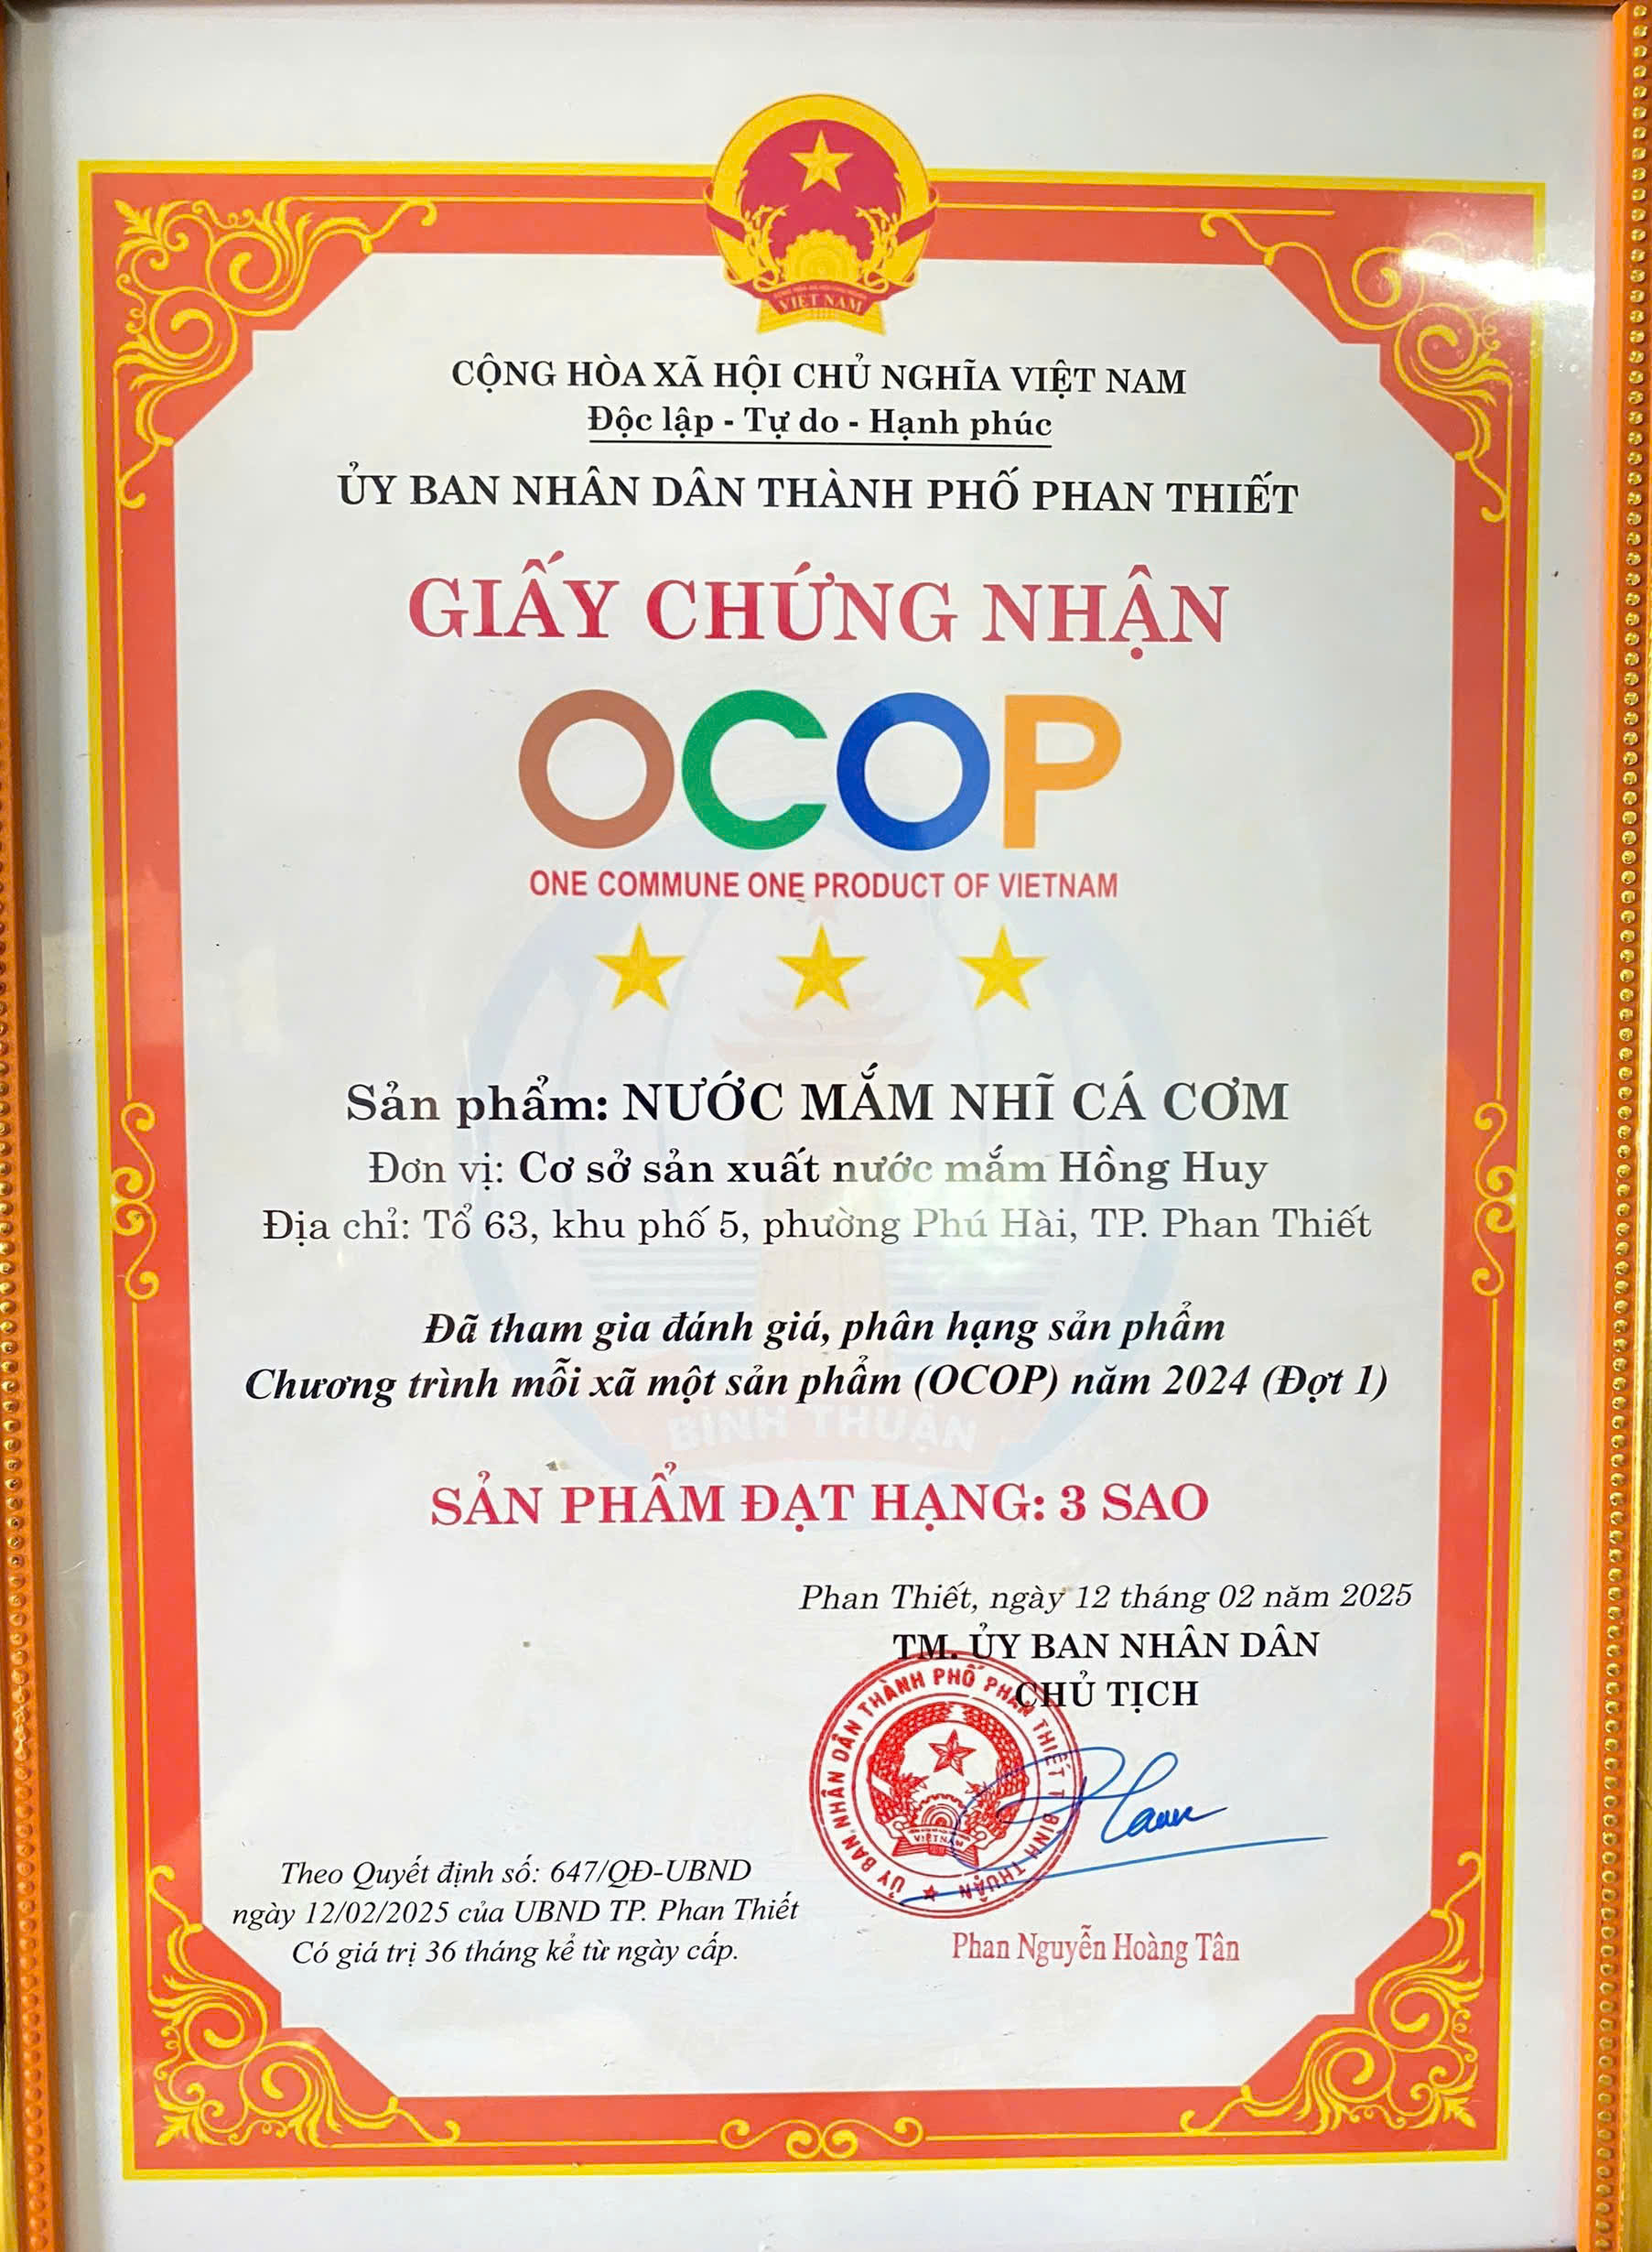 VIỆT NAM
CỘNG HÒA XÃ HỘI CHỦ NGHĨA VIỆT NAM
Độc lập - Tự do - Hạnh phúc
ỦY BAN NHÂN DÂN THÀNH PHỐ PHAN THIẾT
GIẤY CHỨNG NHẬN
OCOP
ONE COMMUNE ONE PRODUCT OF VIETNAM
Sản phẩm: NƯỚC MẮM NHĨ CÁ CƠM
Đơn vị: Cơ sở sản xuất nước mắm Hồng Huy
Địa chỉ: Tổ 63, khu phố 5, phường Phú Hài, TP. Phan Thiết
Đã tham gia đánh giá, phân hạng sản phẩm
Chương trình mỗi xã một sản phẩm (OCOP) năm 2024 (Đợt 1)
BÌNH THUẬN
SẢN PHẨM ĐẠT HẠNG: 3 SAO
Phan Thiết, ngày 12 tháng 02 năm 2025
TM. ỦY BAN NHÂN DÂN
CHỦ TỊCH
ỦY BAN NHÂN DÂN THÀNH PHỐ PHAN THIẾT T. BÌNH THUẬN
VIỆT NAM
Theo Quyết định số: 647/QĐ-UBND
ngày 12/02/2025 của UBND TP. Phan Thiết
Có giá trị 36 tháng kể từ ngày cấp.
Phan Nguyễn Hoàng Tân